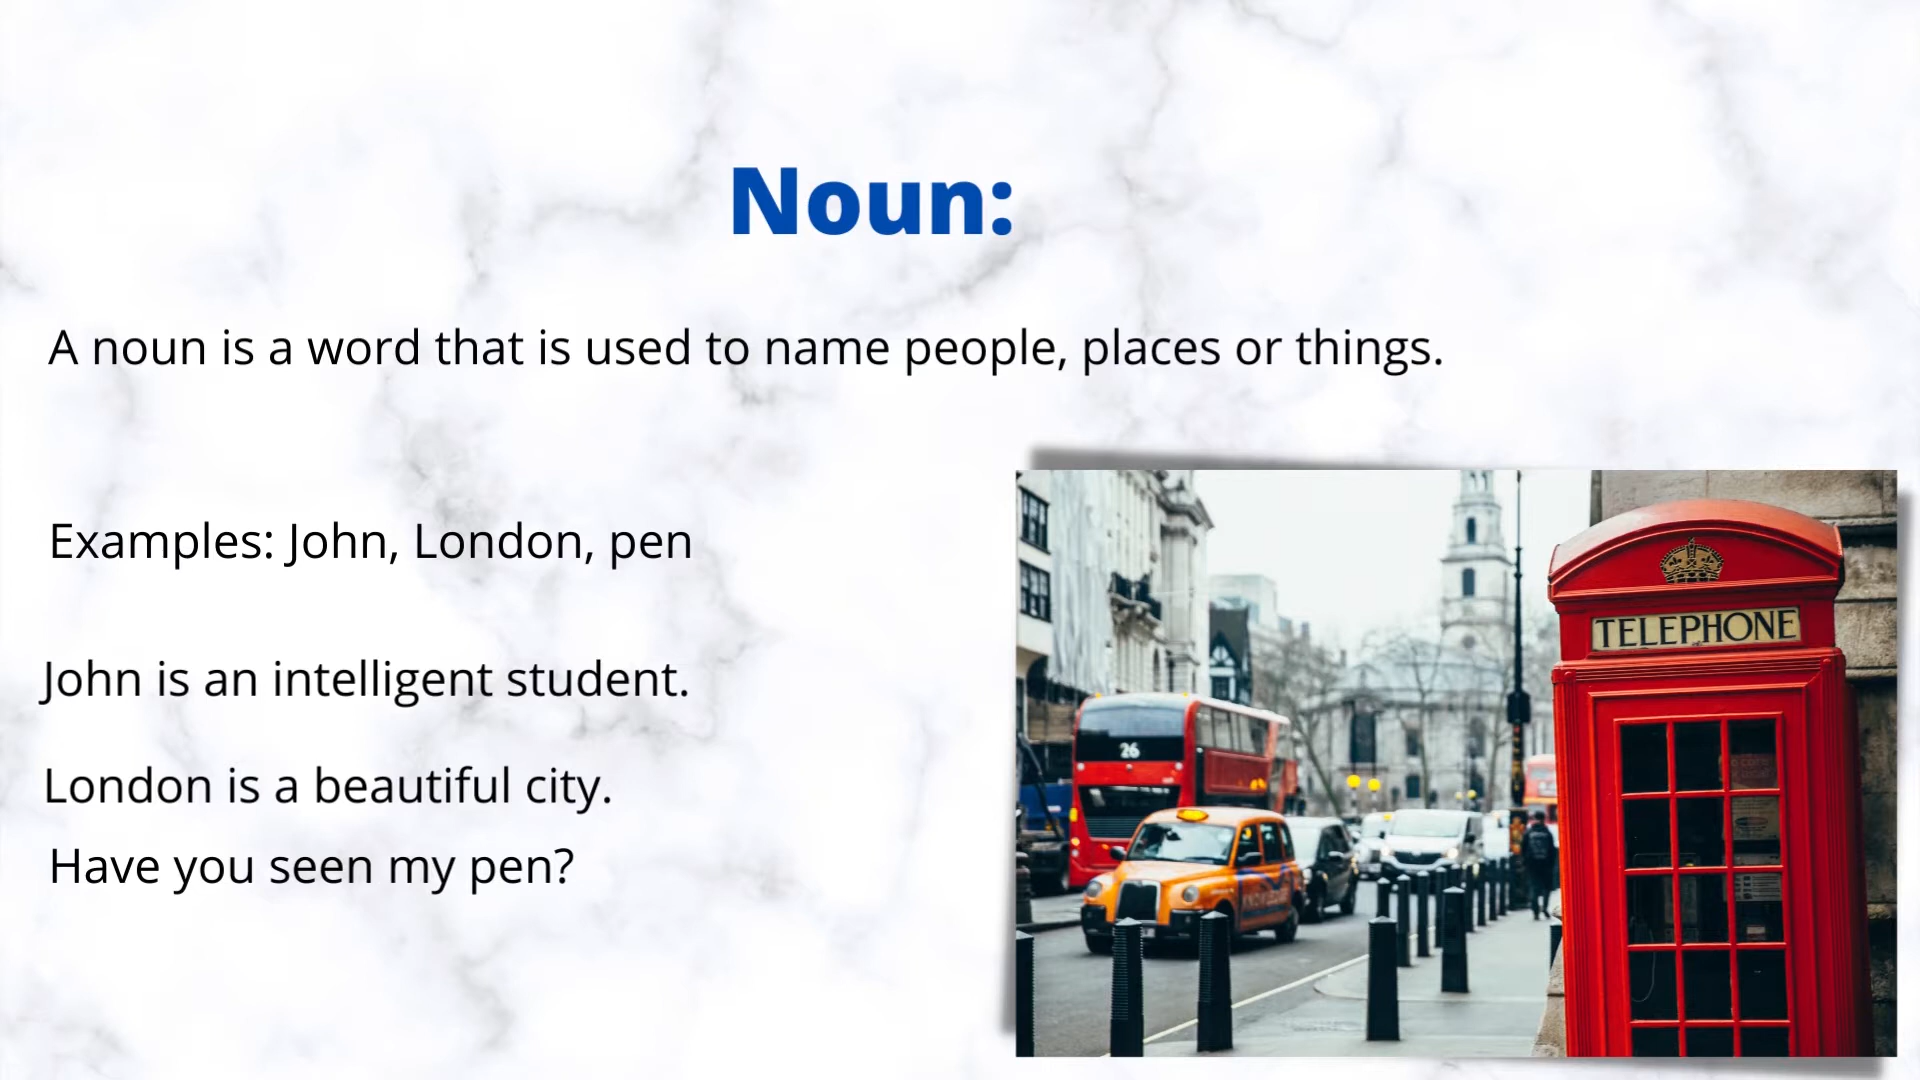 Noun:
A noun is a word that is used to name people, places or things.
Examples: John, London, pen
John is an intelligent student.
London is a beautiful city.
Have you seen my pen?
TELEPHONE
26